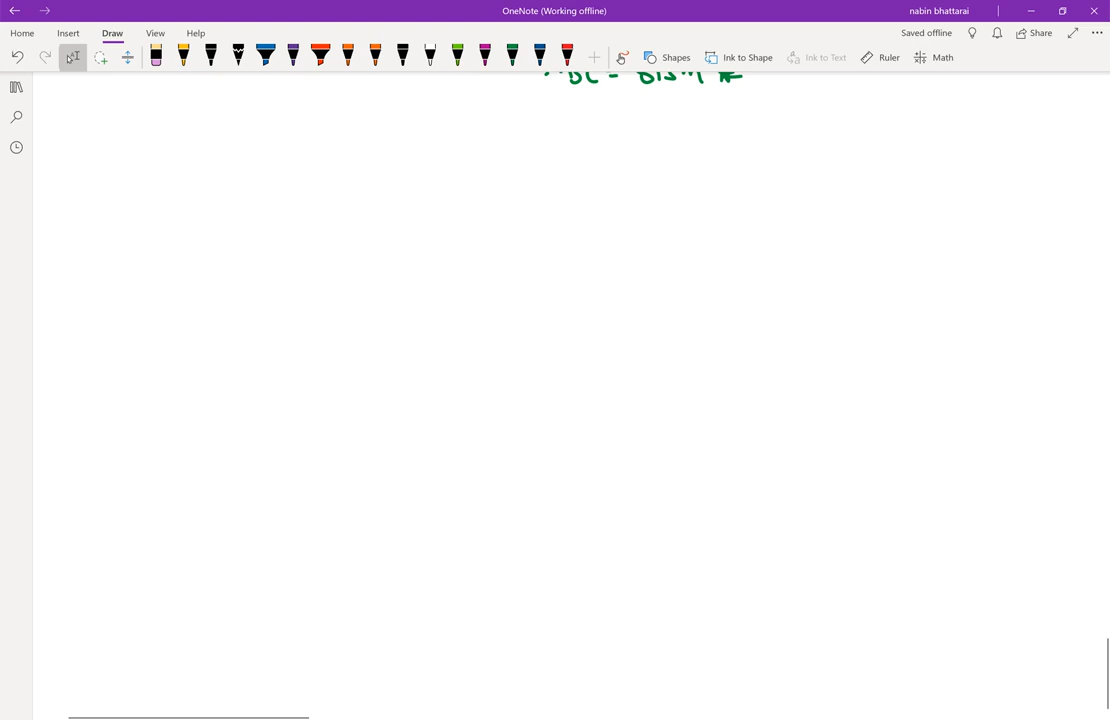 OneNote (Working offline)
nabin bhattarai
Home
Insert
Draw
View
Help
Saved offline
Share
Shapes
Ink to Shape
Ink to Text
Ruler
Math
BC =